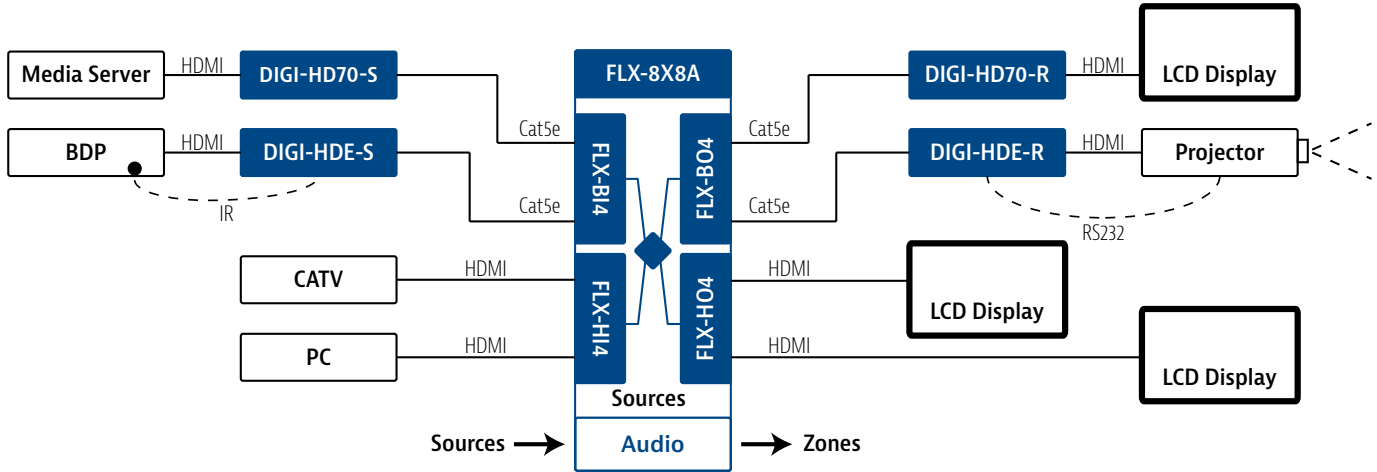 Media Server
HDMI
DIGI-HD70-S
FLX-8X8A
DIGI-HD70-R
HDMI
LCD Display
BDP
HDMI
DIGI-HDE-S
Cat5e
FLX-BI4
FLX-BO4
Cat5e
DIGI-HDE-R
HDMI
Projector
IR
Cat5e
Cat5e
RS232
CATV
HDMI
FLX-HI4
FLX-HO4
HDMI
LCD Display
PC
HDMI
HDMI
LCD Display
Sources
Sources
Audio
Zones